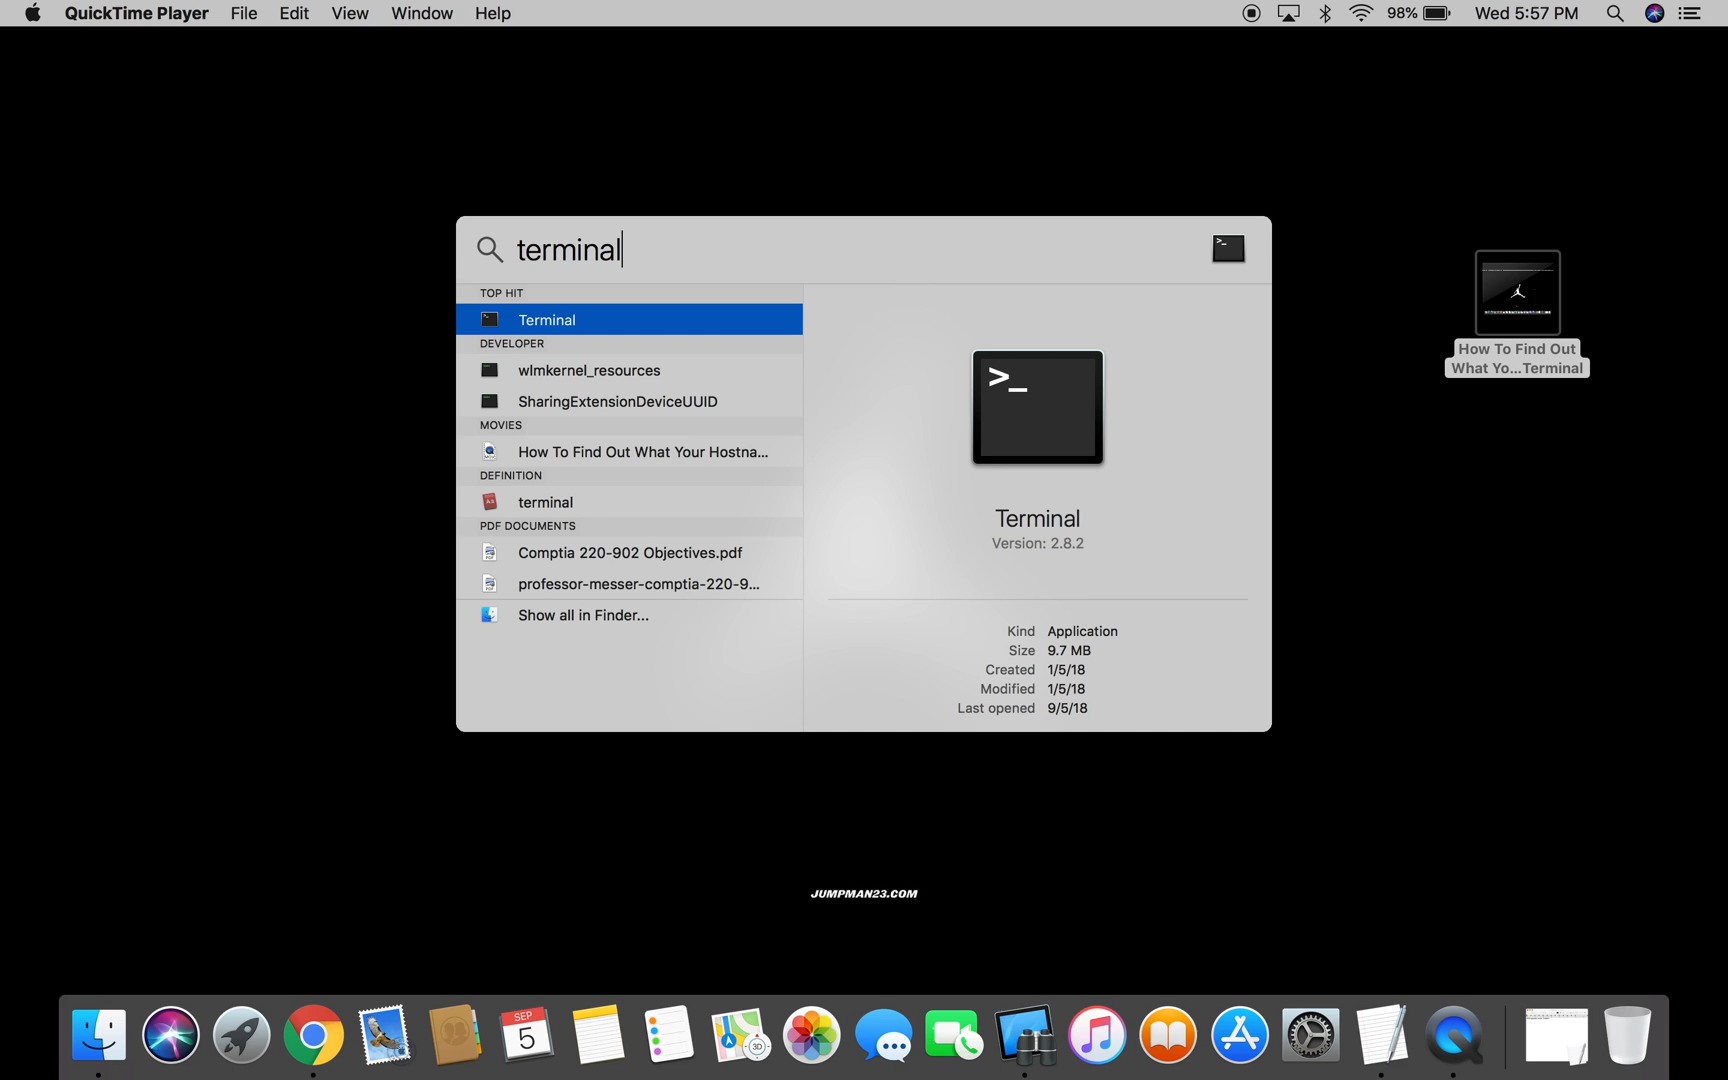 QuickTime Player File Edit View Window Help 98% Wed 5:57 PM
terminal
>_
TOP HIT
Terminal
DEVELOPER
wlmkernel_resources
SharingExtensionDeviceUUID
MOVIES
How To Find Out What Your Hostna...
DEFINITION
terminal
PDF DOCUMENTS
Comptia 220-902 Objectives.pdf
professor-messer-comptia-220-9...
Show all in Finder...
>_
Terminal
Version: 2.8.2
Kind Application
Size 9.7 MB
Created 1/5/18
Modified 1/5/18
Last opened 9/5/18
How To Find Out
What Yo...Terminal
JUMPMAN23.COM
SEP
5
3D